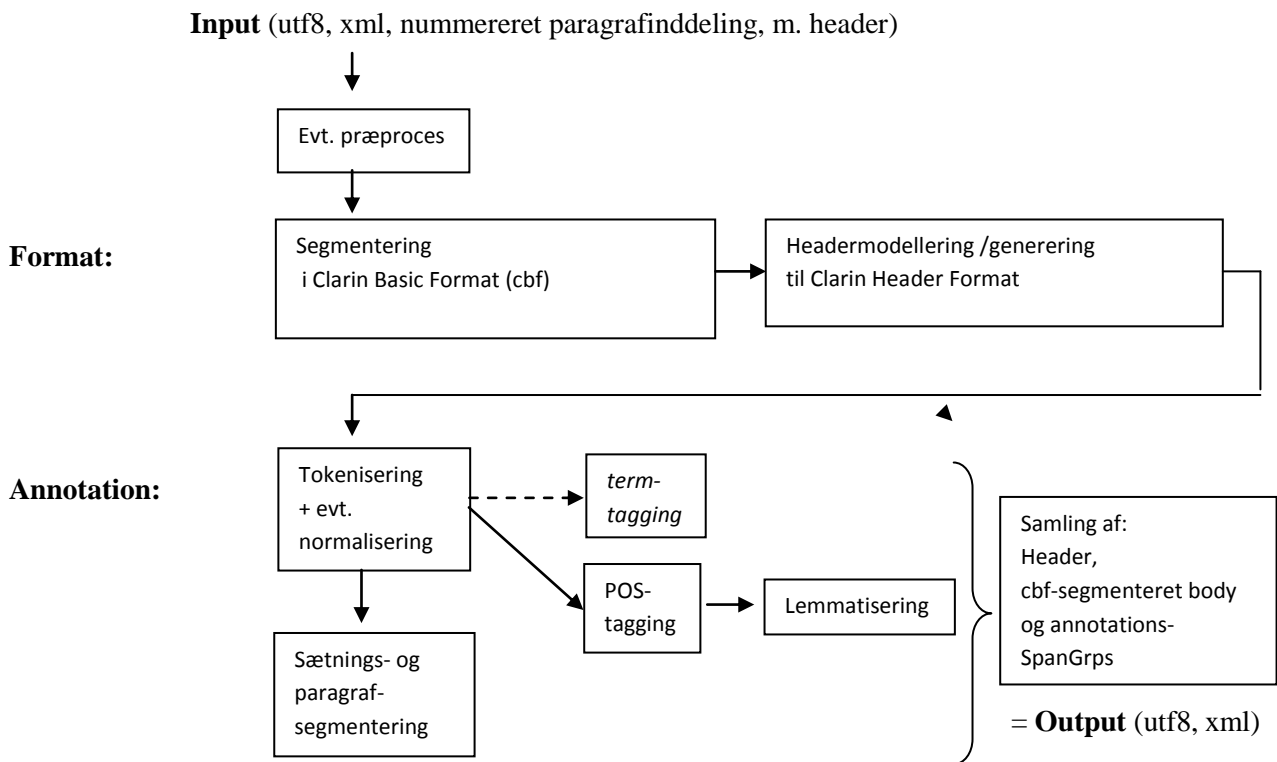 Input (utf8, xml, nummereret paragrafinddeling, m. header)
Evt. præproces
Format:
Segmentering
i Clarin Basic Format (cbf)
Headermodellering /generering
til Clarin Header Format
Annotation:
Tokenisering
+ evt.
normalisering
term-
tagging
POS-
tagging
Lemmatisering
Sætnings- og
paragraf-
segmentering
Samling af:
Header,
cbf-segmenteret body
og annotations-
SpanGrps
= Output (utf8, xml)